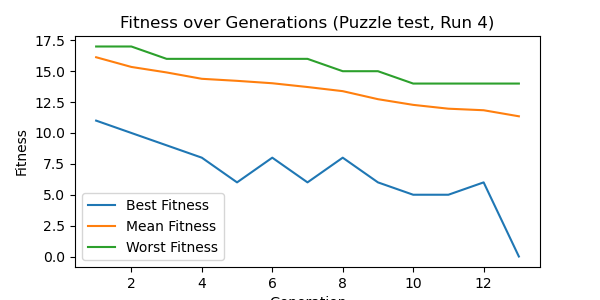 Fitness over Generations (Puzzle test, Run 4)
17.5
15.0
12.5
10.0
7.5
5.0
2.5
0.0
Fitness
Best Fitness
Mean Fitness
Worst Fitness
2 4 6 8 10 12
Generation